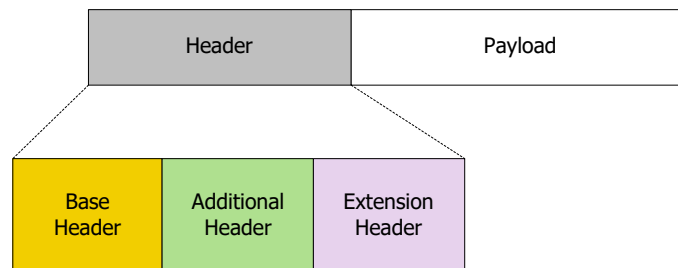 Header
Payload
Base
Header
Additional
Header
Extension
Header